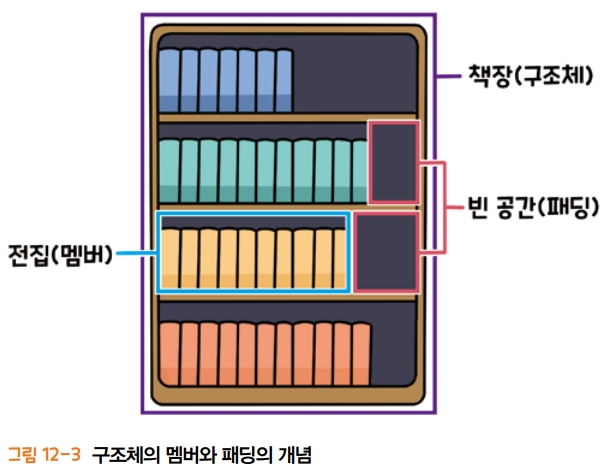 책장(구조체)
빈 공간(패딩)
전집(멤버)
그림 12-3 구조체의 멤버와 패딩의 개념